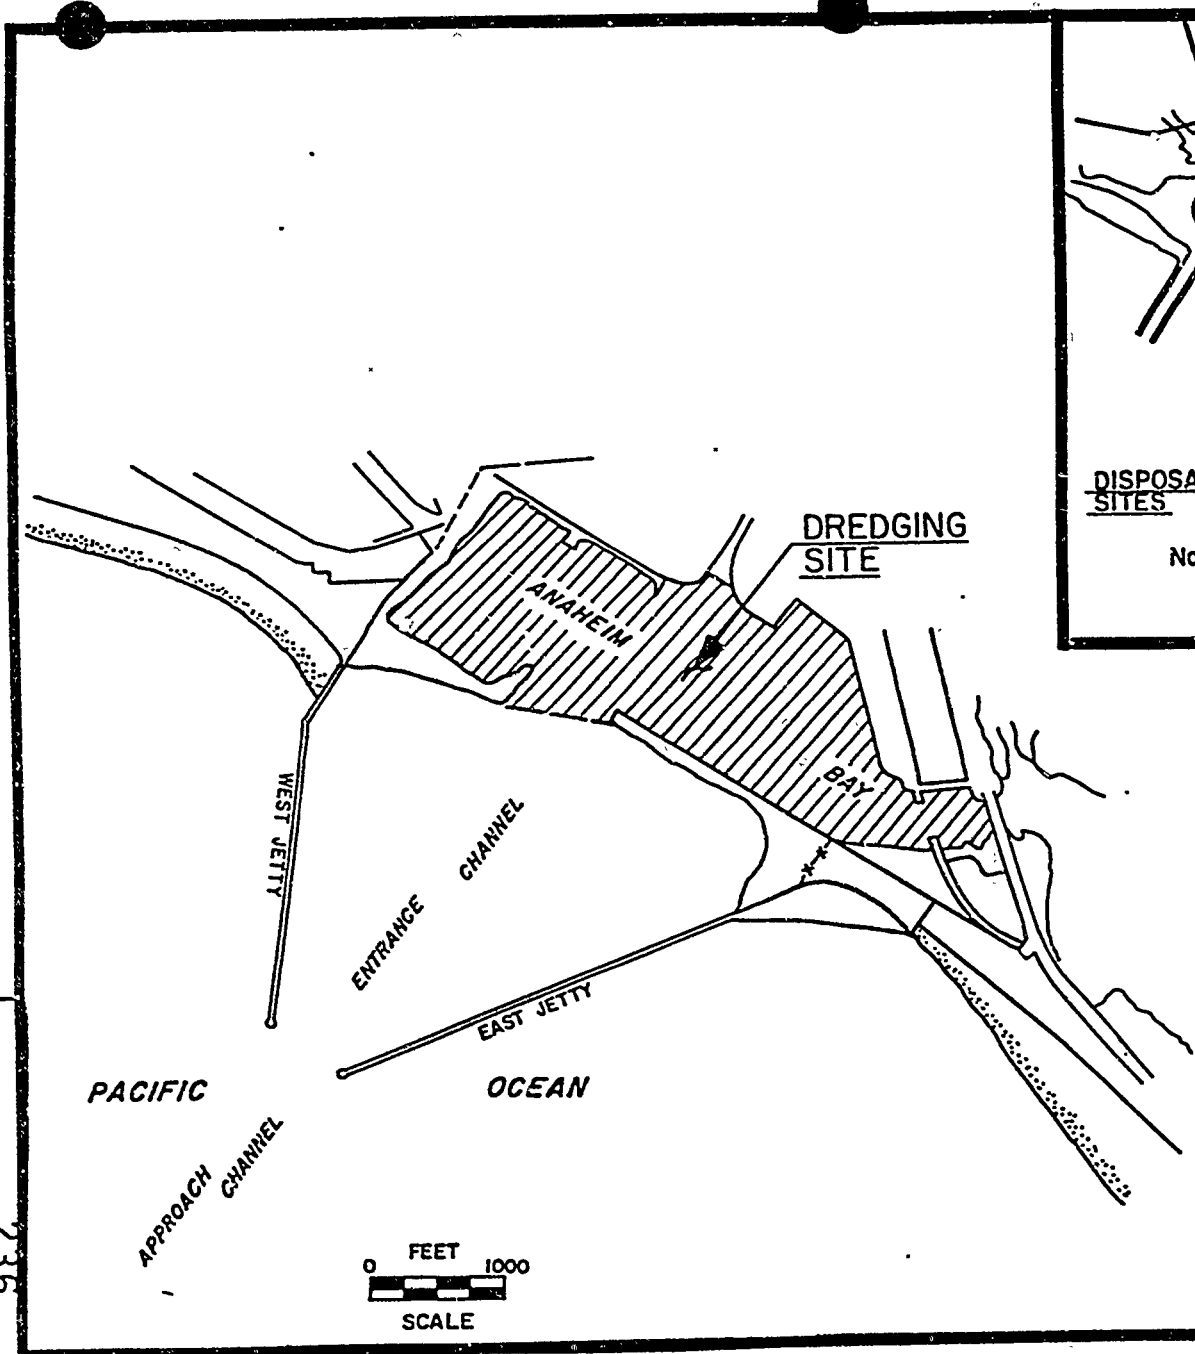 DISPOSA
SITES
No
DREDGING
SITE
ANAHEIM
BAY
WEST JETTY
ENTRANCE CHANNEL
EAST JETTY
PACIFIC OCEAN
APPROACH CHANNEL
FEET
0 1000
SCALE
236